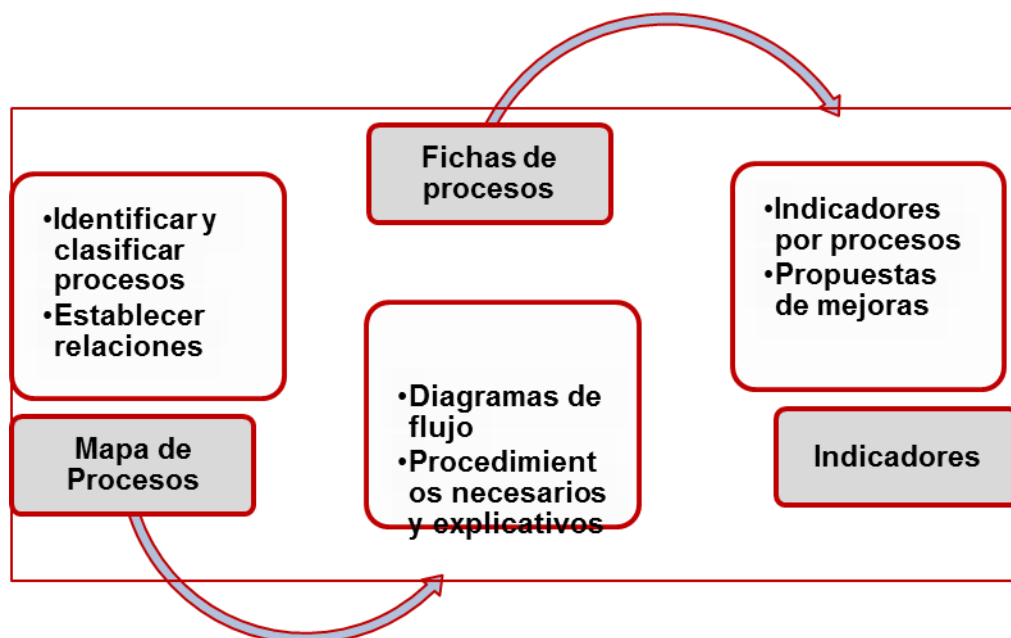 •Identificar y
clasificar
procesos
•Establecer
relaciones
Mapa de
Procesos
Fichas de
procesos
•Diagramas de
flujo
•Procedimient
os necesarios
y explicativos
•Indicadores
por procesos
•Propuestas
de mejoras
Indicadores